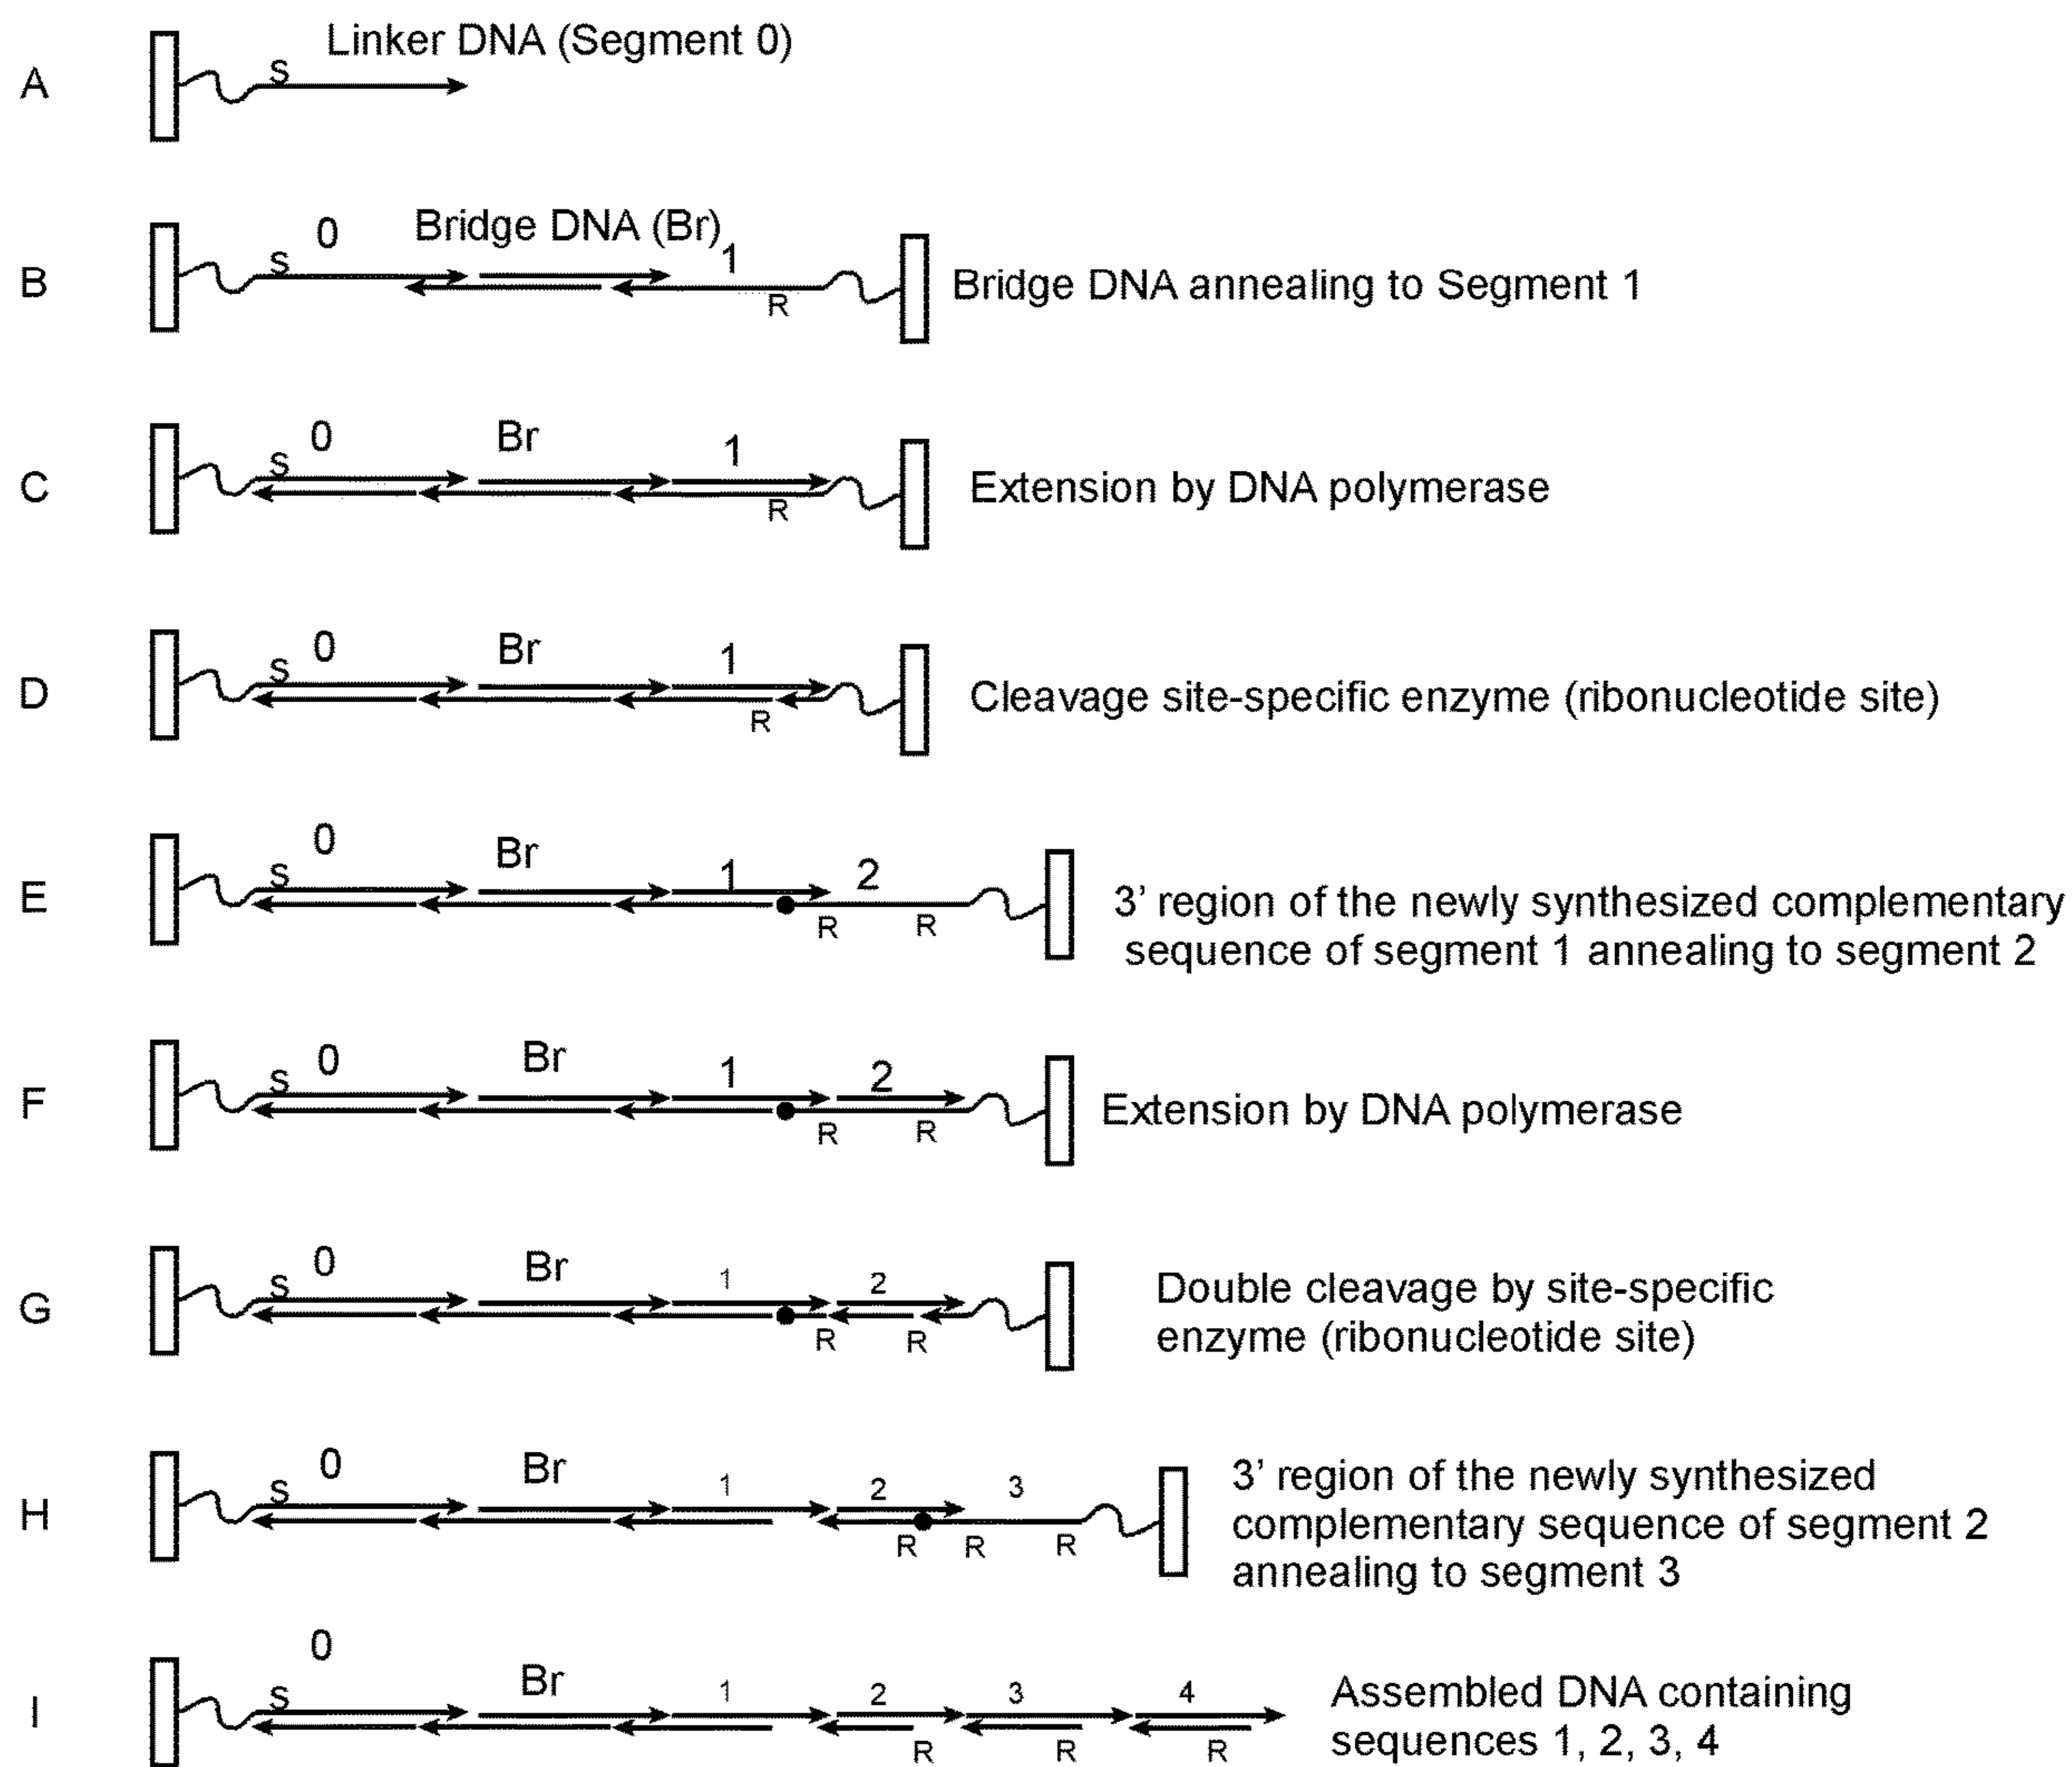 Linker DNA (Segment 0)
A
S
0
Bridge DNA (Br)
1
B
S
R
Bridge DNA annealing to Segment 1
0
Br
1
C
S
R
Extension by DNA polymerase
0
Br
1
D
S
R
Cleavage site-specific enzyme (ribonucleotide site)
0
Br
1
2
E
S
R
R
3' region of the newly synthesized complementary
sequence of segment 1 annealing to segment 2
0
Br
1
2
F
S
R
R
Extension by DNA polymerase
0
Br
1
2
G
S
R
R
Double cleavage by site-specific
enzyme (ribonucleotide site)
0
Br
1
2
3
H
S
R
R
R
3' region of the newly synthesized
complementary sequence of segment 2
annealing to segment 3
0
Br
1
2
3
4
I
S
R
R
R
Assembled DNA containing
sequences 1, 2, 3, 4